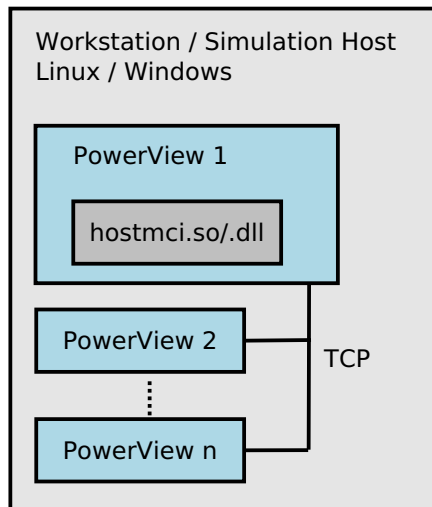 Workstation / Simulation Host
Linux / Windows
PowerView 1
hostmci.so/.dll
PowerView 2
TCP
PowerView n